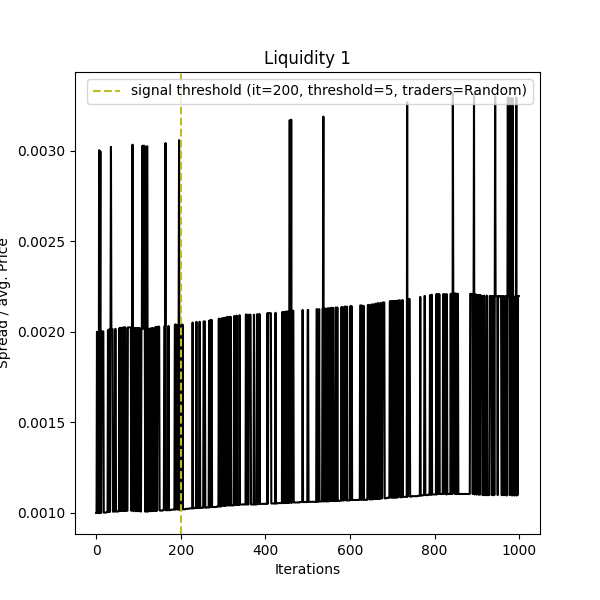 Liquidity 1
signal threshold (it=200, threshold=5, traders=Random)
Spread / avg. Price
0.0030
0.0025
0.0020
0.0015
0.0010
0 200 400 600 800 1000
Iterations